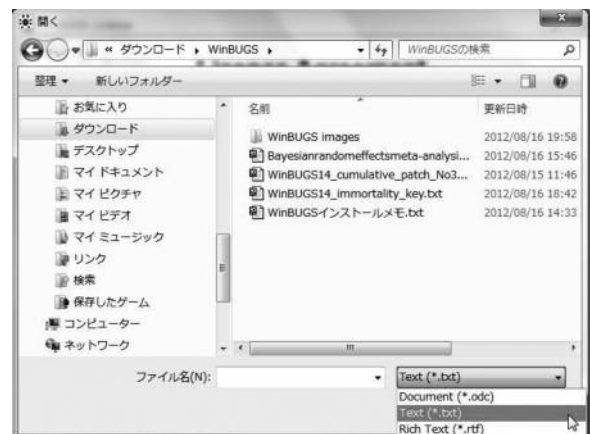 開く
« ダウンロード ▸ WinBUGS ▸
WinBUGSの検索
整理 ▼ 新しいフォルダー
お気に入り
ダウンロード
デスクトップ
マイ ドキュメント
マイ ピクチャ
マイ ビデオ
マイ ミュージック
リンク
検索
保存したゲーム
コンピューター
ネットワーク
名前 更新日時
WinBUGS images 2012/08/16 19:58
Bayesianrandomeffectsmeta-analysi... 2012/08/16 15:46
WinBUGS14_cumulative_patch_No3... 2012/08/15 11:46
WinBUGS14_immortality_key.txt 2012/08/16 18:42
WinBUGSインストールメモ.txt 2012/08/16 14:33
ファイル名(N):
Text (*.txt)
Document (*.odc)
Text (*.txt)
Rich Text (*.rtf)